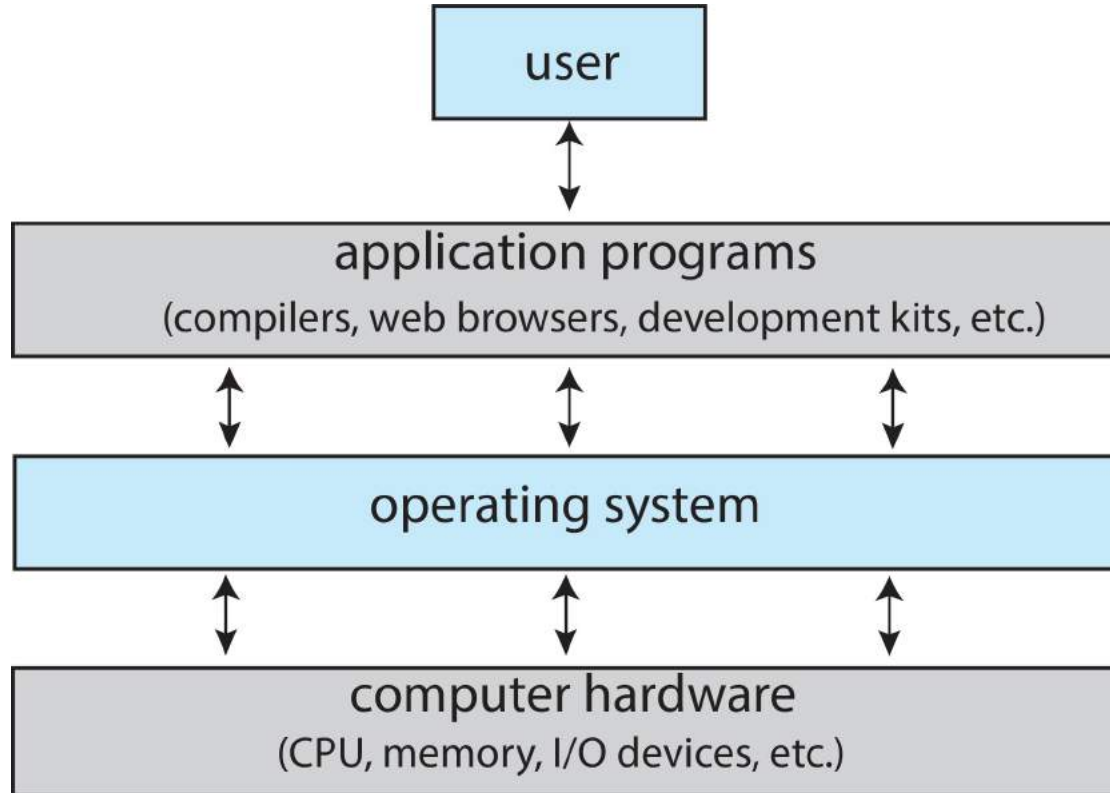 user
application programs
(compilers, web browsers, development kits, etc.)
operating system
computer hardware
(CPU, memory, I/O devices, etc.)